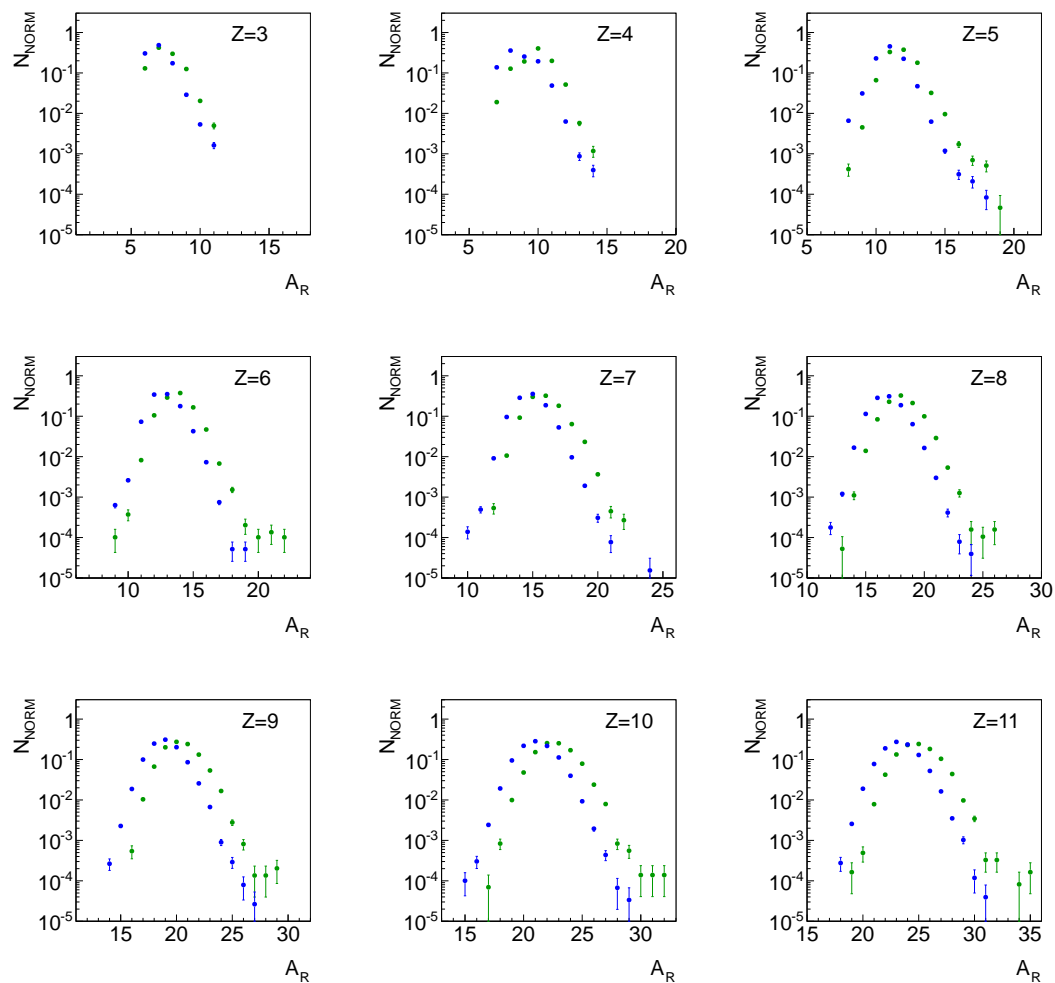 N_NORM
1
10^-1
10^-2
10^-3
10^-4
10^-5
Z=3
5 10 15
A_R
N_NORM
1
10^-1
10^-2
10^-3
10^-4
10^-5
Z=4
5 10 15 20
A_R
N_NORM
1
10^-1
10^-2
10^-3
10^-4
10^-5
Z=5
5 10 15 20
A_R
N_NORM
1
10^-1
10^-2
10^-3
10^-4
10^-5
Z=6
10 15 20
A_R
N_NORM
1
10^-1
10^-2
10^-3
10^-4
10^-5
Z=7
10 15 20 25
A_R
N_NORM
1
10^-1
10^-2
10^-3
10^-4
10^-5
Z=8
10 15 20 25 30
A_R
N_NORM
1
10^-1
10^-2
10^-3
10^-4
10^-5
Z=9
15 20 25 30
A_R
N_NORM
1
10^-1
10^-2
10^-3
10^-4
10^-5
Z=10
15 20 25 30
A_R
N_NORM
1
10^-1
10^-2
10^-3
10^-4
10^-5
Z=11
15 20 25 30 35
A_R